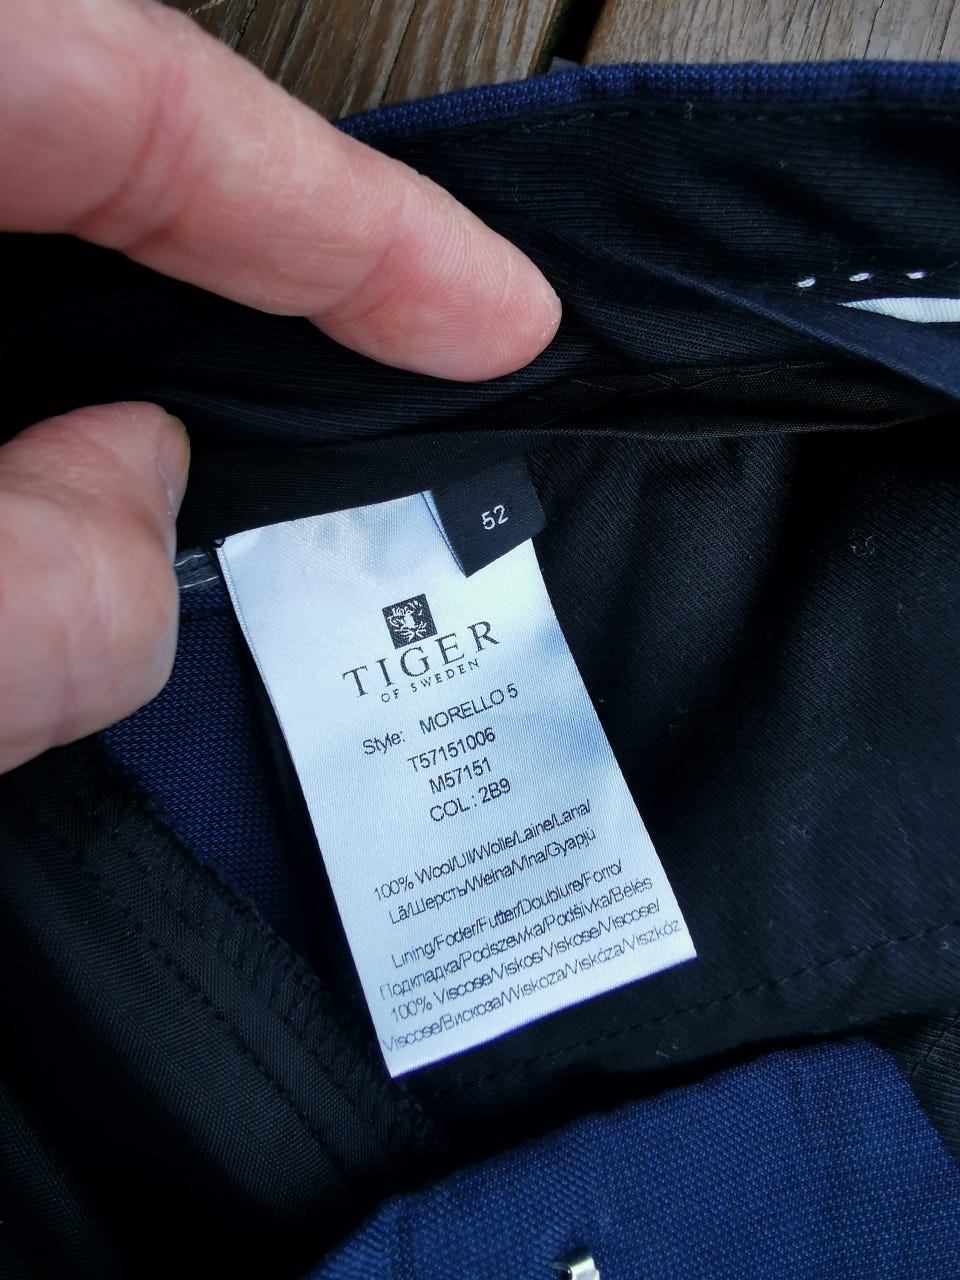 52
TIGER
OF SWEDEN
Style: MORELLO 5
T57151006
M57151
COL : 2B9
100% Wool/Ull/Wolle/Laine/Lana/
Lã/Шерсть/Wełna/Vlna/Gyapjú
Lining/Foder/Futter/Doublure/Forro/
Подкладка/Podszewka/Podšívka/Bélés
100% Viscose/Viskos/Viskose/Viscose/
Viscose/Вискоза/Wiskoza/Viskóza/Viszkóz